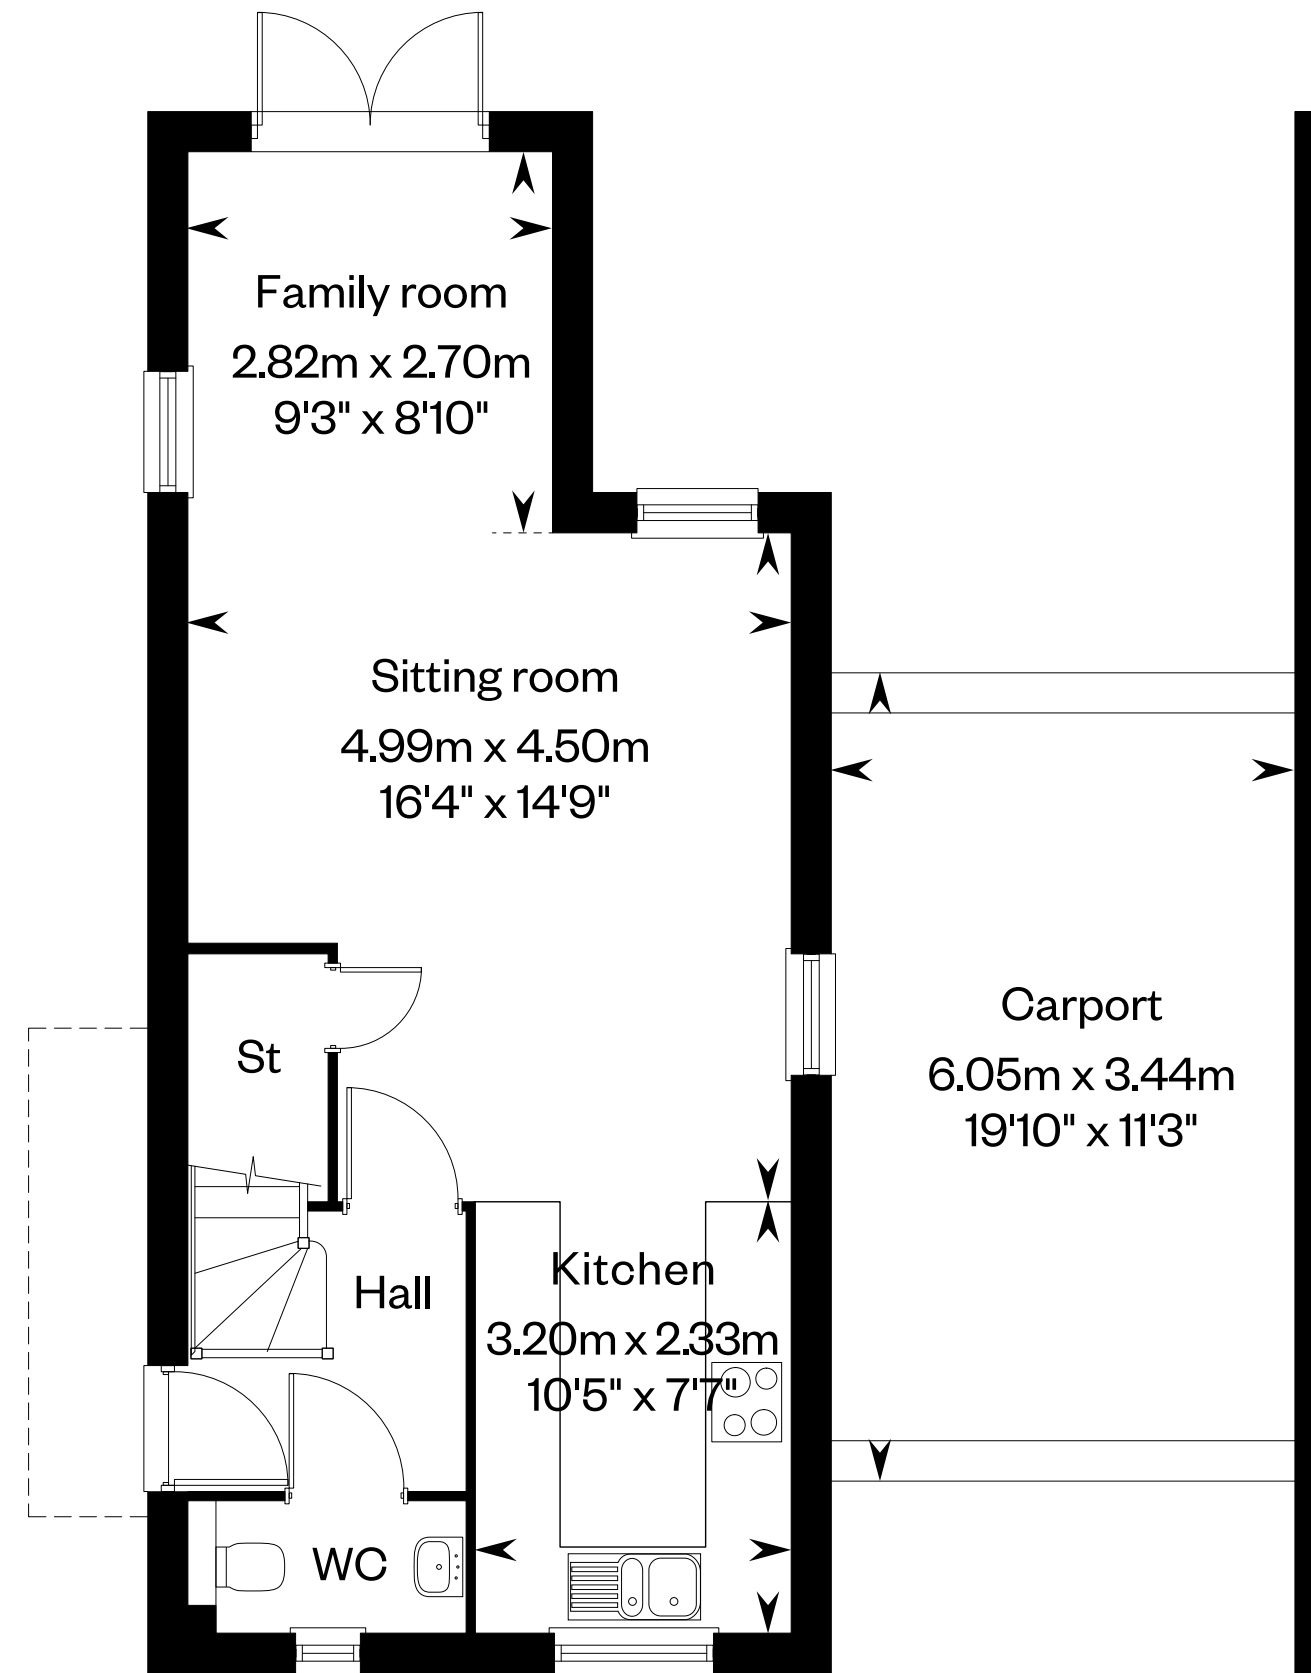 Family room
2.82m x 2.70m
9'3" x 8'10"
Sitting room
4.99m x 4.50m
16'4" x 14'9"
Carport
6.05m x 3.44m
19'10" x 11'3"
St
Hall
Kitchen
3.20m x 2.33m
10'5" x 7'7"
WC